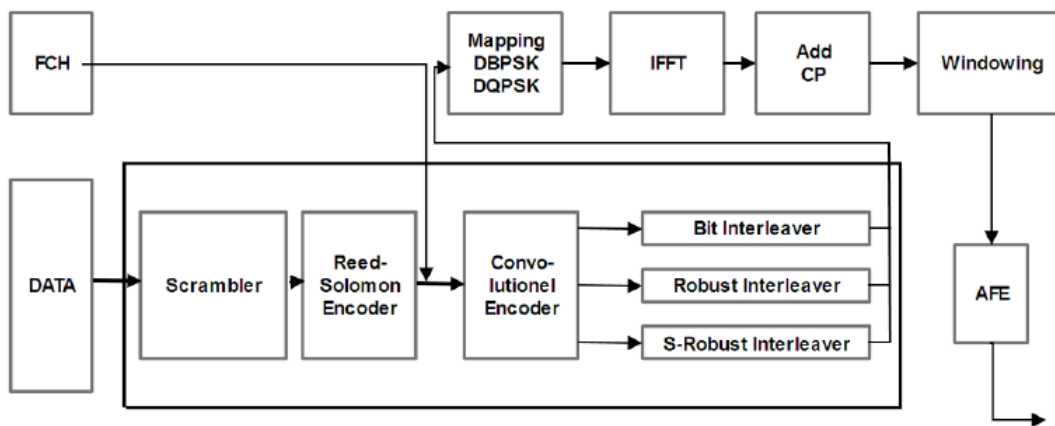 FCH
Mapping
DBPSK
DQPSK
IFFT
Add
CP
Windowing
DATA
Scrambler
Reed-
Solomon
Encoder
Convo-
lutionel
Encoder
Bit Interleaver
Robust Interleaver
S-Robust Interleaver
AFE